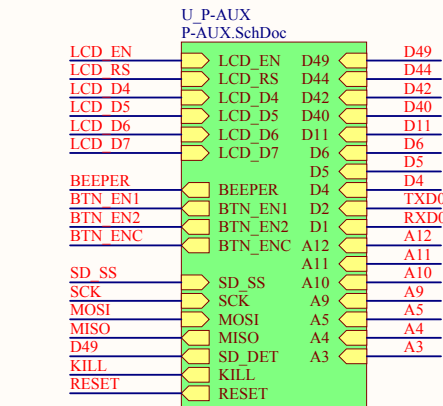 U_P-AUX
P-AUX.SchDoc
LCD_EN LCD_EN D49 D49
LCD_RS LCD_RS D44 D44
LCD_D4 LCD_D4 D42 D42
LCD_D5 LCD_D5 D40 D40
LCD_D6 LCD_D6 D11 D11
LCD_D7 LCD_D7 D6 D6
D5 D5
BEEPER BEEPER D4 D4
BTN_EN1 BTN_EN1 D2 TXD0
BTN_EN2 BTN_EN2 D1 RXD0
BTN_ENC BTN_ENC A12 A12
A11 A11
SD_SS SD_SS A10 A10
SCK SCK A9 A9
MOSI MOSI A5 A5
MISO MISO A4 A4
D49 SD_DET A3 A3
KILL KILL
RESET RESET